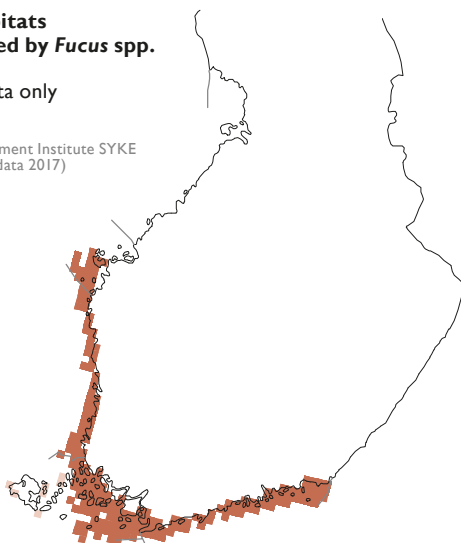 itats
ed by Fucus spp.
ta only
ment Institute SYKE
data 2017)